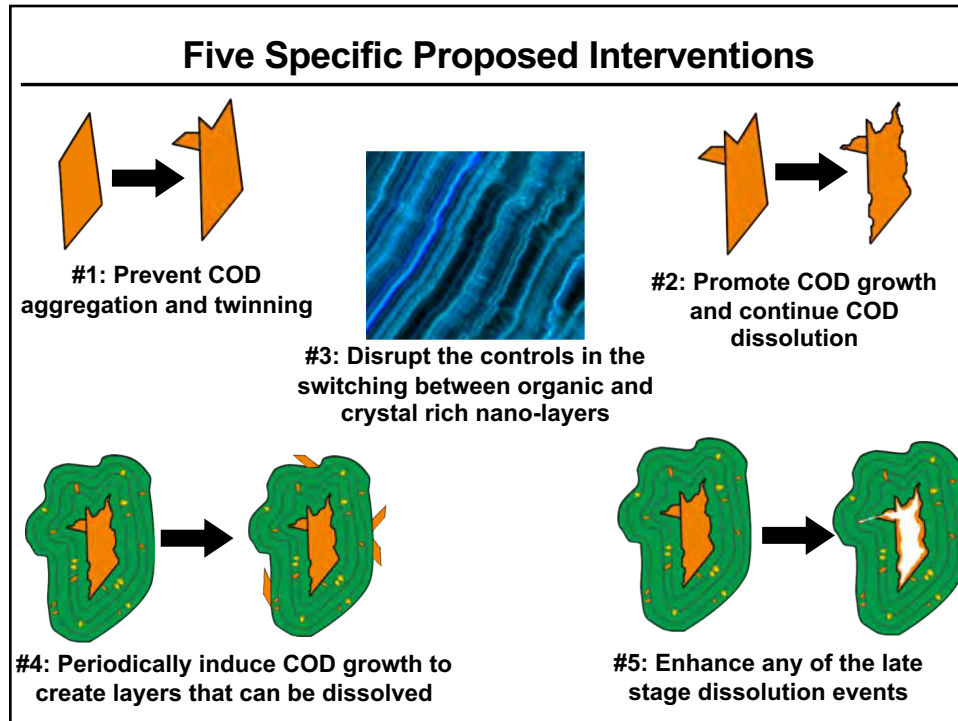 Five Specific Proposed Interventions
#1: Prevent COD
aggregation and twinning
#2: Promote COD growth
and continue COD
dissolution
#3: Disrupt the controls in the
switching between organic and
crystal rich nano-layers
#4: Periodically induce COD growth to
create layers that can be dissolved
#5: Enhance any of the late
stage dissolution events